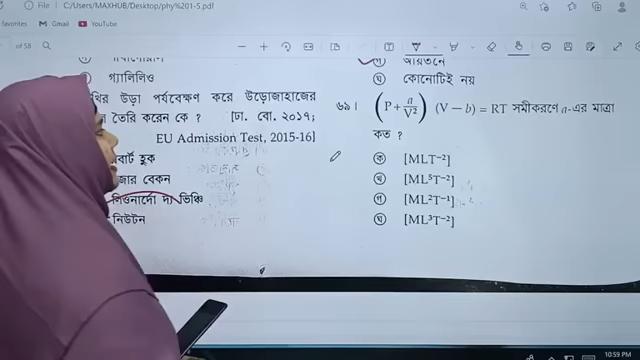 File
C:/Users/MAXHUB/Desktop/phy%201-5.pdf
favorites
Gmail
YouTube
of 58
গ্যালিলিও
উড়া পর্যবেক্ষণ করে উড়োজাহাজের
তৈরি করেন কে ? [ঢা. বো. ২০১৭;
EU Admission Test, 2015-16]
হুক
বেকন
লিওনার্দো দ্য ভিঞ্চি
নিউটন
গ আয়তনে
ঘ কোনোটিই নয়
৬৯। (P + a/V²) (V – b) = RT সমীকরণে a-এর মাত্রা
কত ?
ক [MLT⁻²]
খ [ML⁵T⁻²]
গ [ML²T⁻¹]
ঘ [ML³T⁻²]
10:59 PM